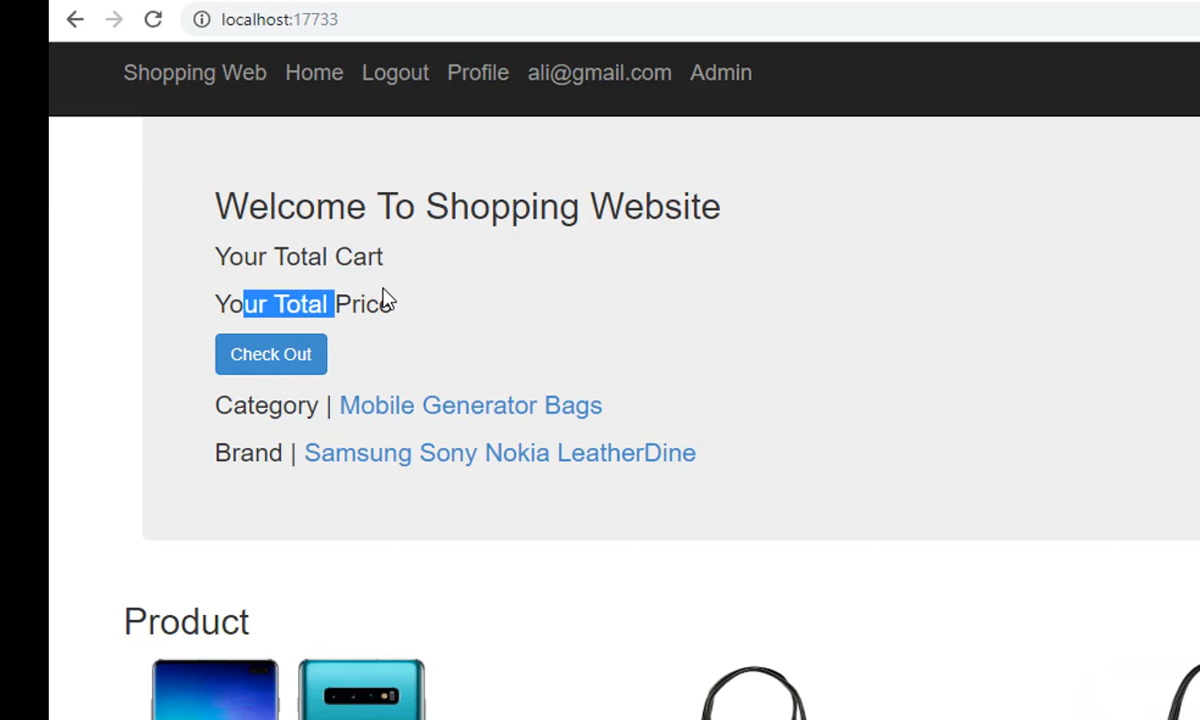 localhost:17733
Shopping Web Home Logout Profile ali@gmail.com Admin
Welcome To Shopping Website
Your Total Cart
Your Total Price
Check Out
Category | Mobile Generator Bags
Brand | Samsung Sony Nokia LeatherDine
Product